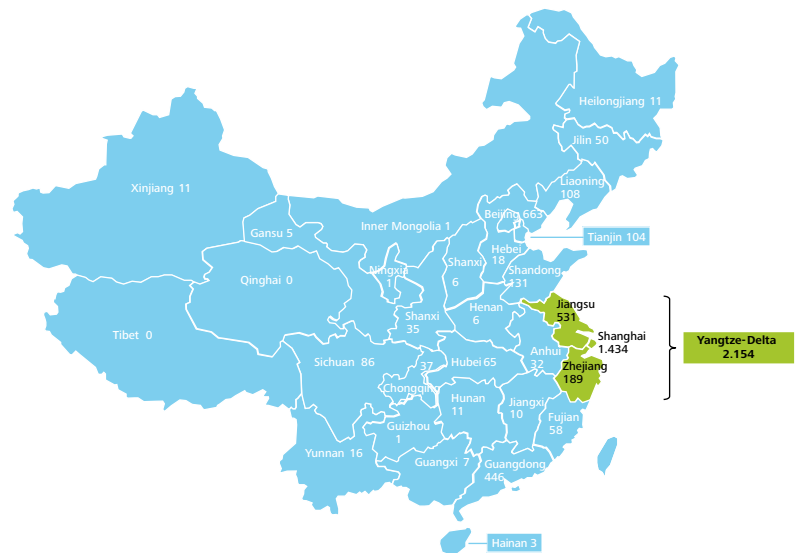 Heilongjiang 11
Jilin 50
Liaoning
108
Xinjiang 11
Beijing 663
Inner Mongolia 1
Gansu 5
Tianjin 104
Hebei
18
Shanxi
6
Shandong
131
Ningxia
1
Qinghai 0
Jiangsu
531
Henan
6
Shanxi
35
Tibet 0
Shanghai
1.434
Yangtze-Delta
2.154
Anhui
32
Sichuan 86
37
Chongqing
Hubei 65
Zhejiang
189
Hunan
11
Jiangxi
10
Fujian
58
Guizhou
1
Yunnan 16
Guangxi 7
Guangdong
446
Hainan 3